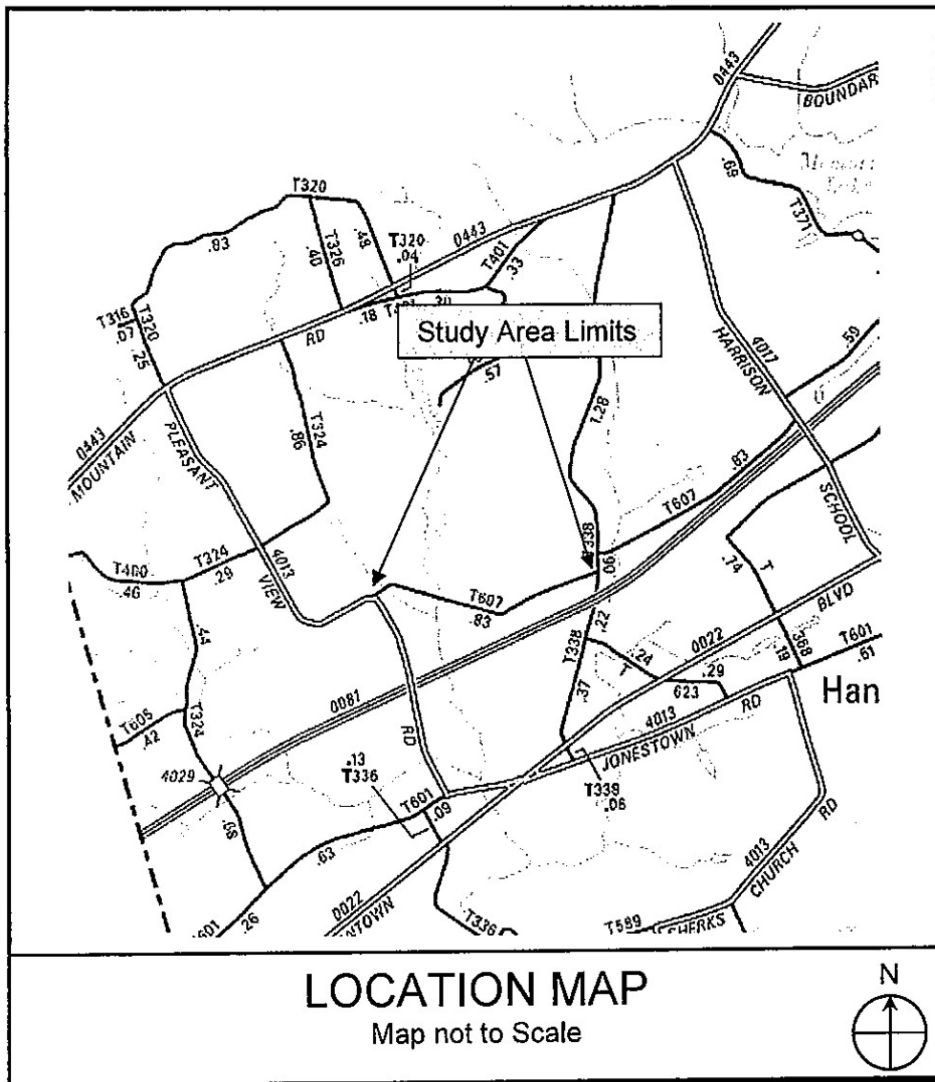 0443
BOUNDAR
T320
.83
T326
.40
.48
T320
.04
0443
T401
.33
.69
T371
T316
.07
T320
.25
RD
.18
.30
Study Area Limits
.57
4017
HARRISON
.59
0443
MOUNTAIN
PLEASANT
T324
.86
1.28
.83
T607
T338
.06
SCHOOL
T400
.46
T324
.29
4013
VIEW
T607
.83
.74
T
368
.19
BLVD
0022
T601
.61
.44
T324
T338
.22
.37
.24
T
.29
623
RD
Han
T605
.42
0081
RD
4013
JONESTOWN
4029
.13
T336
T339
.06
T601
.09
.68
.63
.26
0022
NTOWN
T336
4013
CHURCH
RD
T589
SHERKS
LOCATION MAP
Map not to Scale
N